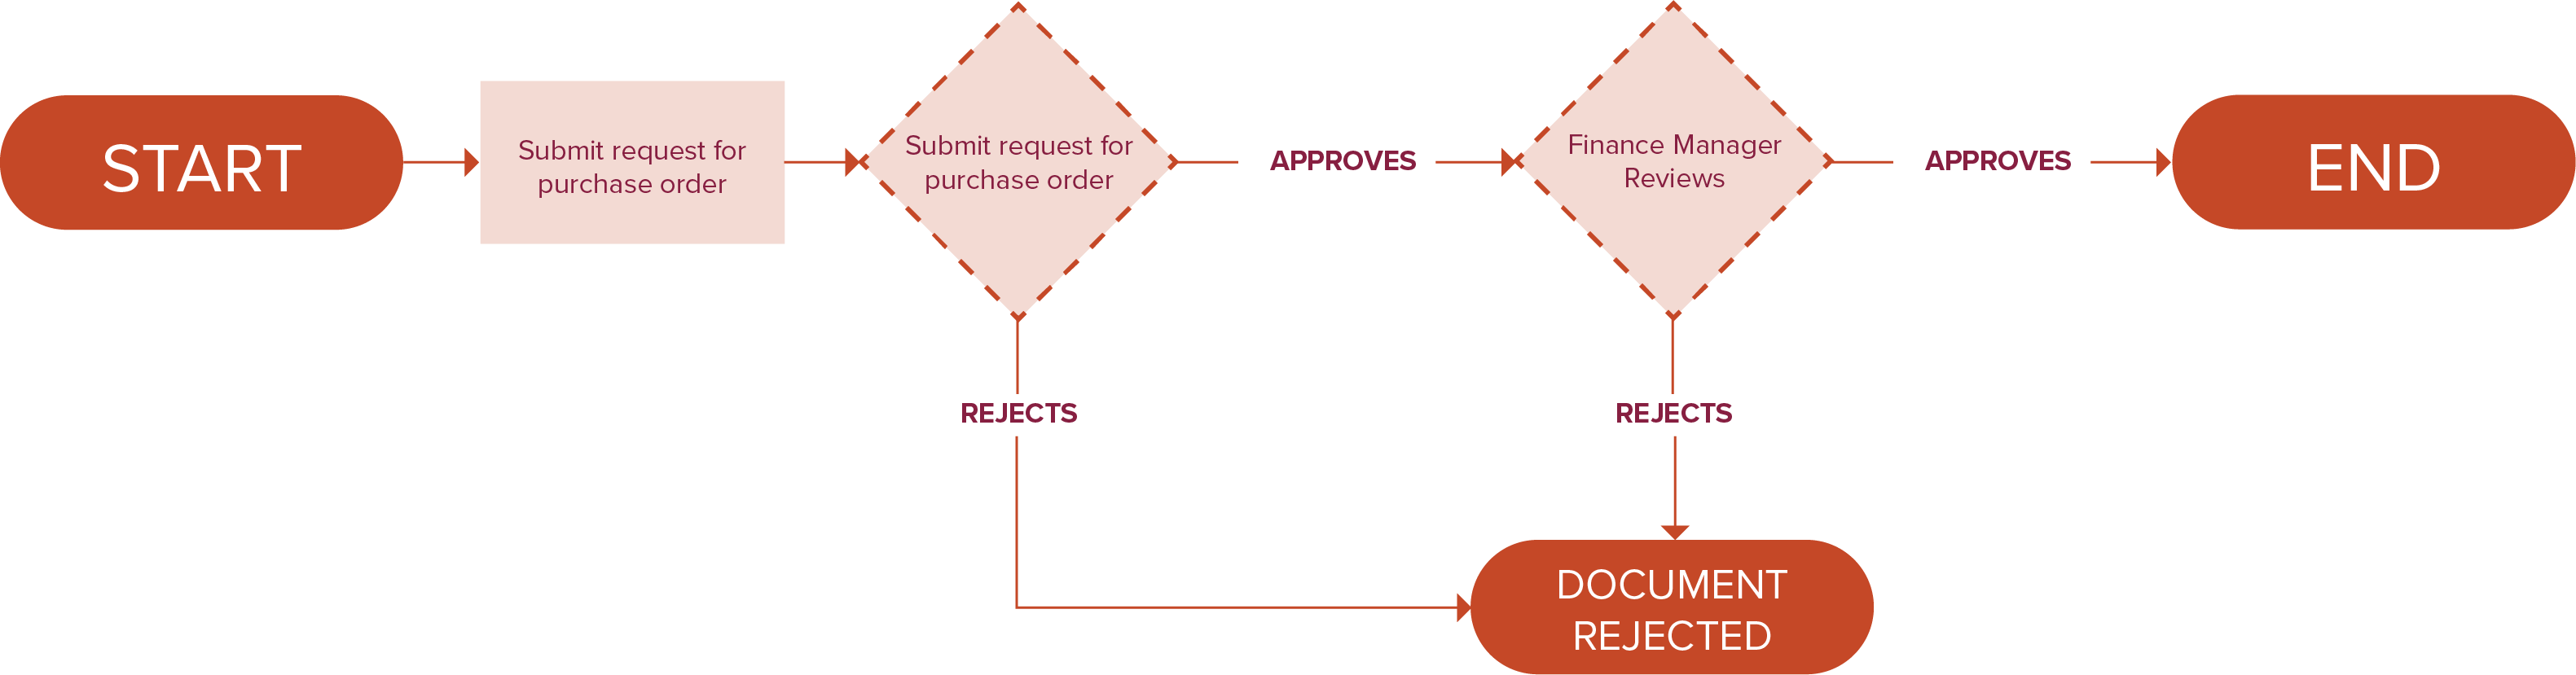 START
Submit request for
purchase order
Submit request for
purchase order
APPROVES
Finance Manager
Reviews
APPROVES
END
REJECTS
REJECTS
DOCUMENT
REJECTED